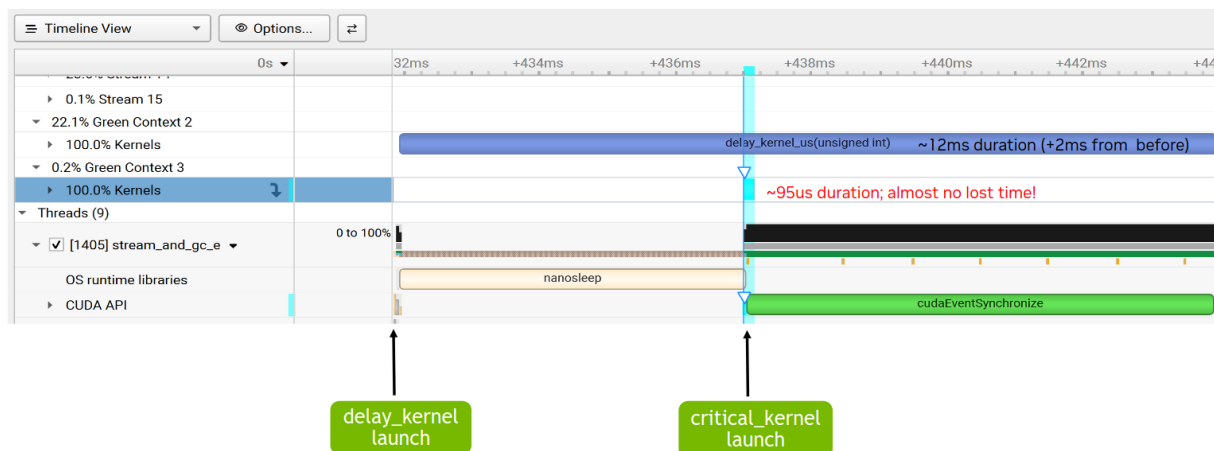 Timeline View
Options...
0s
32ms
+434ms
+436ms
+438ms
+440ms
+442ms
+44
0.1% Stream 15
22.1% Green Context 2
100.0% Kernels
delay_kernel_us(unsigned int)
~12ms duration (+2ms from before)
0.2% Green Context 3
100.0% Kernels
~95us duration; almost no lost time!
Threads (9)
0 to 100%
[1405] stream_and_gc_e
OS runtime libraries
nanosleep
CUDA API
cudaEventSynchronize
delay_kernel
launch
critical_kernel
launch